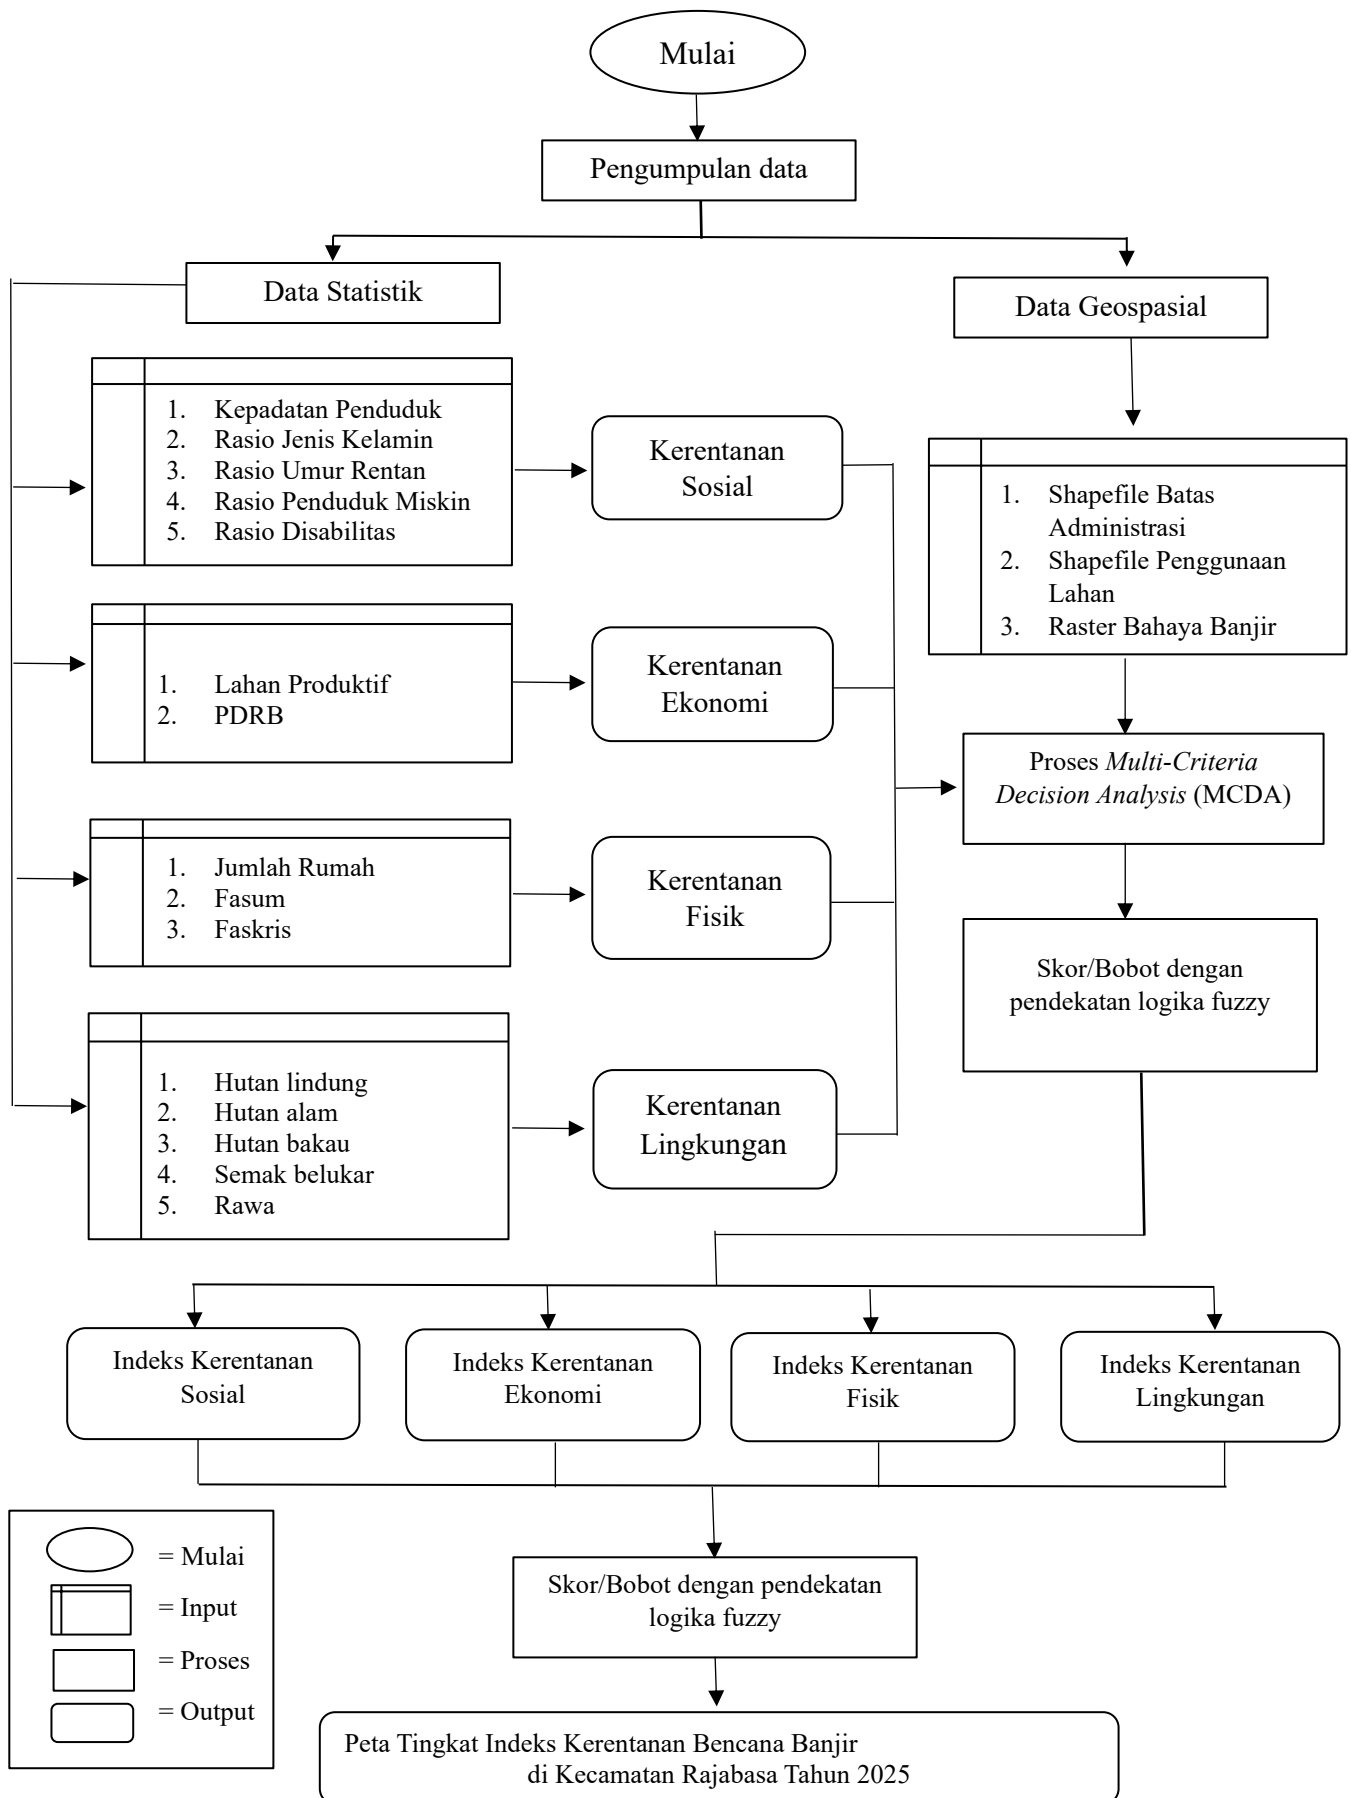 Mulai
Pengumpulan data
Data Statistik
Data Geospasial
1. Kepadatan Penduduk
2. Rasio Jenis Kelamin
3. Rasio Umur Rentan
4. Rasio Penduduk Miskin
5. Rasio Disabilitas
Kerentanan
Sosial
1. Shapefile Batas
Administrasi
2. Shapefile Penggunaan
Lahan
3. Raster Bahaya Banjir
1. Lahan Produktif
2. PDRB
Kerentanan
Ekonomi
Proses Multi-Criteria
Decision Analysis (MCDA)
1. Jumlah Rumah
2. Fasum
3. Faskris
Kerentanan
Fisik
Skor/Bobot dengan
pendekatan logika fuzzy
1. Hutan lindung
2. Hutan alam
3. Hutan bakau
4. Semak belukar
5. Rawa
Kerentanan
Lingkungan
Indeks Kerentanan
Sosial
Indeks Kerentanan
Ekonomi
Indeks Kerentanan
Fisik
Indeks Kerentanan
Lingkungan
= Mulai
= Input
= Proses
= Output
Skor/Bobot dengan pendekatan
logika fuzzy
Peta Tingkat Indeks Kerentanan Bencana Banjir
di Kecamatan Rajabasa Tahun 2025